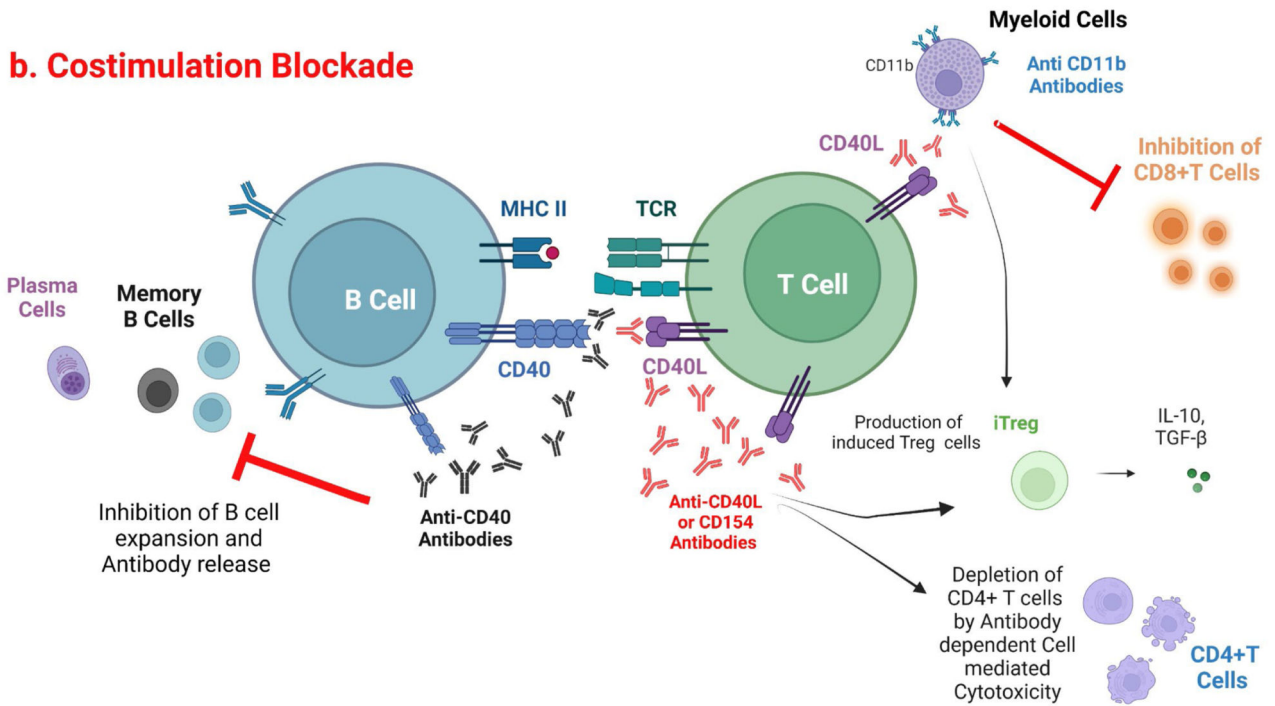 b. Costimulation Blockade
Myeloid Cells
CD11b
Anti CD11b
Antibodies
CD40L
Inhibition of
CD8+T Cells
MHC II
TCR
B Cell
T Cell
Plasma
Cells
Memory
B Cells
CD40
CD40L
Production of
induced Treg cells
iTreg
IL-10,
TGF-β
Inhibition of B cell
expansion and
Antibody release
Anti-CD40
Antibodies
Anti-CD40L
or CD154
Antibodies
Depletion of
CD4+ T cells
by Antibody
dependent Cell
mediated
Cytotoxicity
CD4+T
Cells